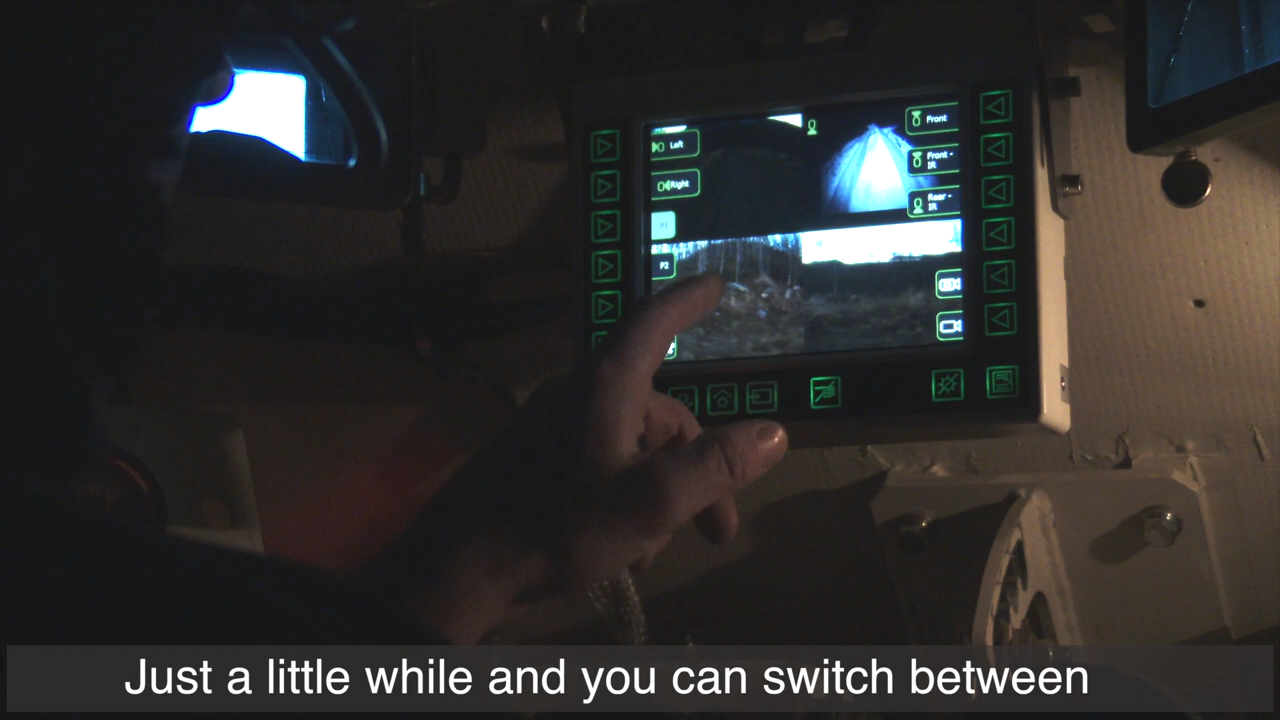 Left
Right
P1
P2
Front
Front -
IR
Rear -
IR
Just a little while and you can switch between